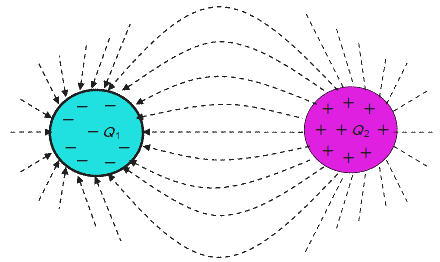 − −
− + + +
− Q₁ + + Q₂ +
− − + + +
− − +